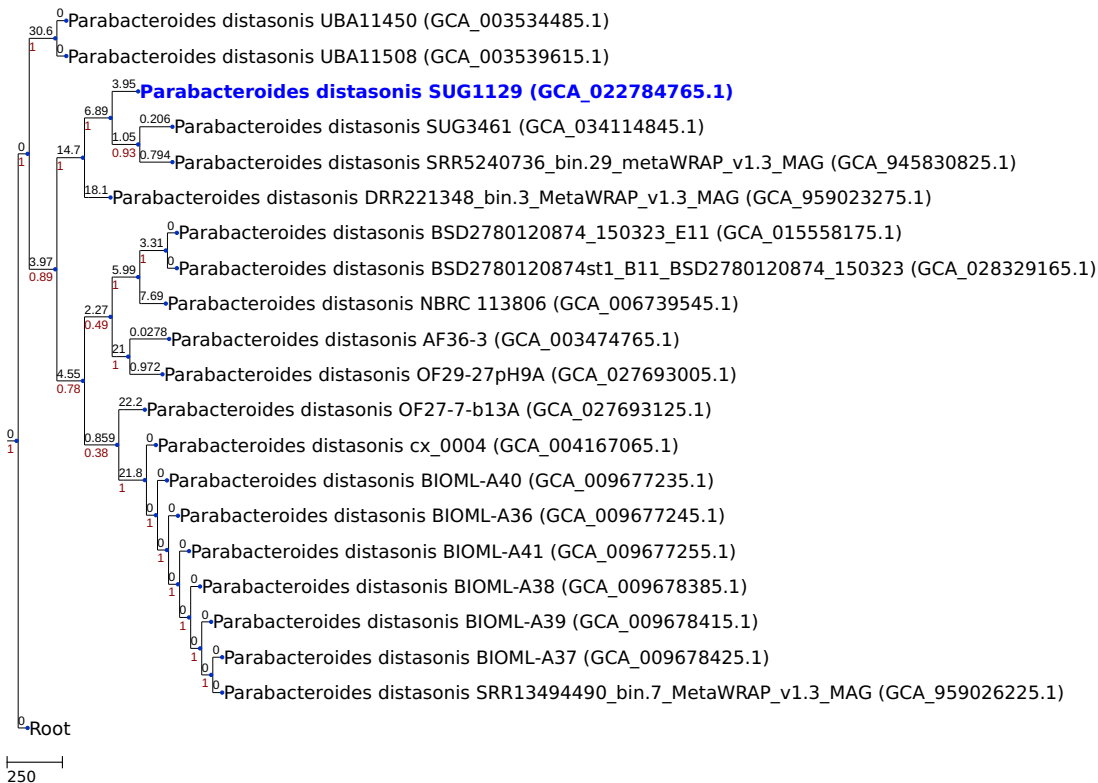 0
Parabacteroides distasonis UBA11450 (GCA_003534485.1)
30.6
1
0
Parabacteroides distasonis UBA11508 (GCA_003539615.1)
3.95
Parabacteroides distasonis SUG1129 (GCA_022784765.1)
6.89
1
0.206
Parabacteroides distasonis SUG3461 (GCA_034114845.1)
1.05
0.93
0
1
14.7
1
0.794
Parabacteroides distasonis SRR5240736_bin.29_metaWRAP_v1.3_MAG (GCA_945830825.1)
18.1
Parabacteroides distasonis DRR221348_bin.3_MetaWRAP_v1.3_MAG (GCA_959023275.1)
0
Parabacteroides distasonis BSD2780120874_150323_E11 (GCA_015558175.1)
3.31
1
3.97
0.89
0
Parabacteroides distasonis BSD2780120874st1_B11_BSD2780120874_150323 (GCA_028329165.1)
5.99
1
7.69
Parabacteroides distasonis NBRC 113806 (GCA_006739545.1)
2.27
0.49
0.0278
Parabacteroides distasonis AF36-3 (GCA_003474765.1)
21
1
0.972
Parabacteroides distasonis OF29-27pH9A (GCA_027693005.1)
4.55
0.78
22.2
Parabacteroides distasonis OF27-7-b13A (GCA_027693125.1)
0
1
0.859
0.38
0
Parabacteroides distasonis cx_0004 (GCA_004167065.1)
21.8
1
0
Parabacteroides distasonis BIOML-A40 (GCA_009677235.1)
0
1
0
Parabacteroides distasonis BIOML-A36 (GCA_009677245.1)
0
1
0
Parabacteroides distasonis BIOML-A41 (GCA_009677255.1)
0
1
0
Parabacteroides distasonis BIOML-A38 (GCA_009678385.1)
0
1
0
Parabacteroides distasonis BIOML-A39 (GCA_009678415.1)
0
1
0
Parabacteroides distasonis BIOML-A37 (GCA_009678425.1)
0
1
0
Parabacteroides distasonis SRR13494490_bin.7_MetaWRAP_v1.3_MAG (GCA_959026225.1)
0
Root
250